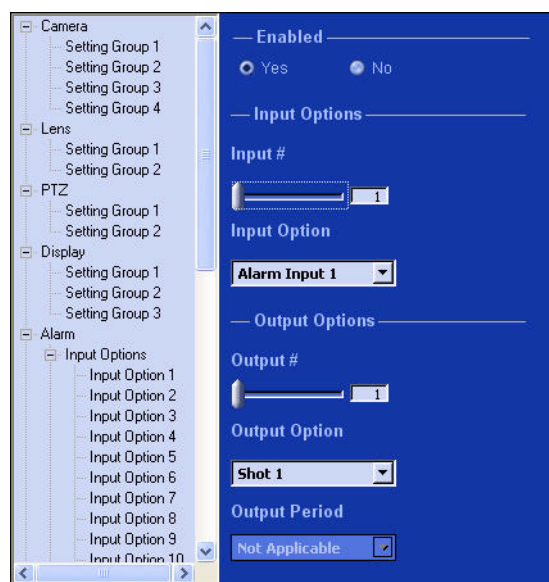 Camera
Setting Group 1
Setting Group 2
Setting Group 3
Setting Group 4
Lens
Setting Group 1
Setting Group 2
PTZ
Setting Group 1
Setting Group 2
Display
Setting Group 1
Setting Group 2
Setting Group 3
Alarm
Input Options
Input Option 1
Input Option 2
Input Option 3
Input Option 4
Input Option 5
Input Option 6
Input Option 7
Input Option 8
Input Option 9
Input Option 10
Enabled
Yes No
Input Options
Input #
1
Input Option
Alarm Input 1
Output Options
Output #
1
Output Option
Shot 1
Output Period
Not Applicable